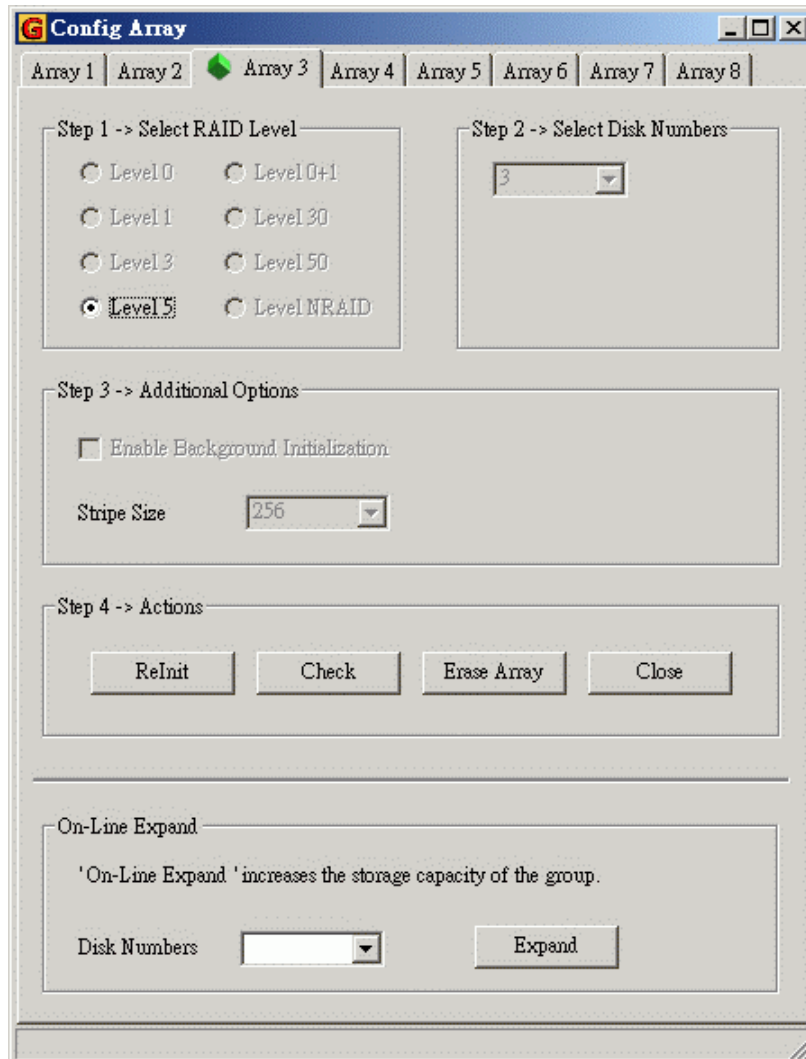 G Config Array
Array 1 Array 2 Array 3 Array 4 Array 5 Array 6 Array 7 Array 8
Step 1 -> Select RAID Level
Level 0 Level 0+1
Level 1 Level 30
Level 3 Level 50
Level 5 Level NRAID
Step 2 -> Select Disk Numbers
3
Step 3 -> Additional Options
Enable Background Initialization
Stripe Size 256
Step 4 -> Actions
ReInit Check Erase Array Close
On-Line Expand
'On-Line Expand ' increases the storage capacity of the group.
Disk Numbers Expand